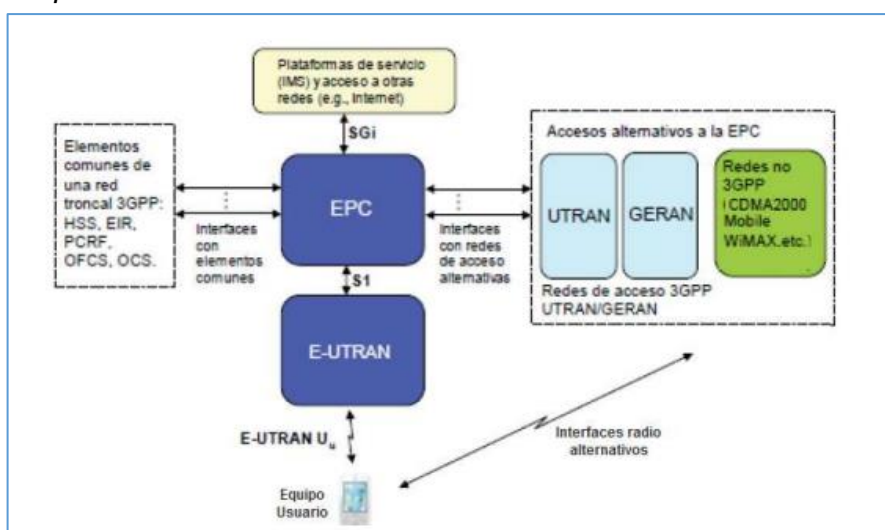 Plataformas de servicio
(IMS) y acceso a otras
redes (e.g., Internet)
SGi
Elementos
comunes de
una red
troncal 3GPP:
HSS, EIR,
PCRF,
OFCS, OCS.
Interfaces
con
elementos
comunes
EPC
Interfaces
con redes
de acceso
alternativas
Accesos alternativos a la EPC
UTRAN
GERAN
Redes no
3GPP
(CDMA2000
Mobile
WiMAX.etc.)
Redes de acceso 3GPP
UTRAN/GERAN
S1
E-UTRAN
E-UTRAN Uu
Interfaces radio
alternativos
Equipo
Usuario